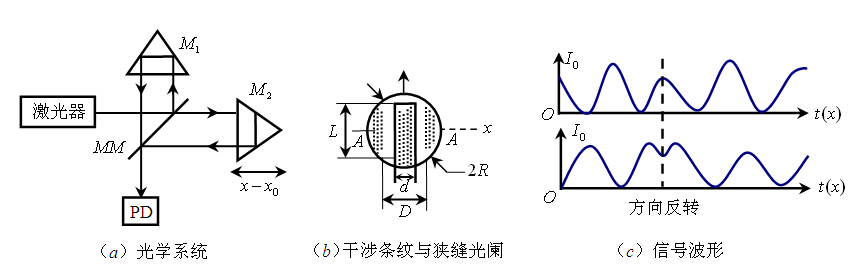 M₁
M₂
激光器
MM
x-x₀
PD
(a) 光学系统
L
A
A
x
d
D
2R
(b) 干涉条纹与狭缝光阑
I₀
O
t(x)
I₀
O
t(x)
方向反转
(c) 信号波形